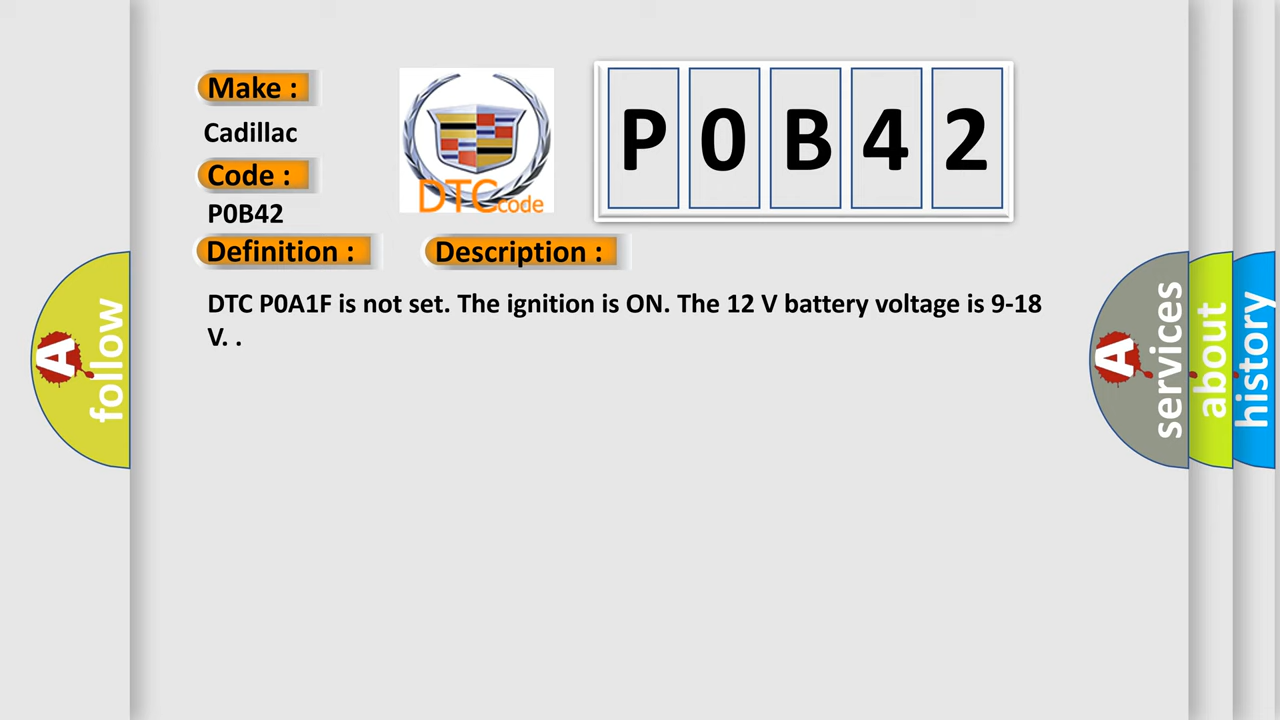 Make :
Cadillac
Code :
P0B42
Definition :
Description :
DTC P0A1F is not set. The ignition is ON. The 12 V battery voltage is 9-18
V. .
DTC code
P 0 B 4 2
A follow
A services
about
history